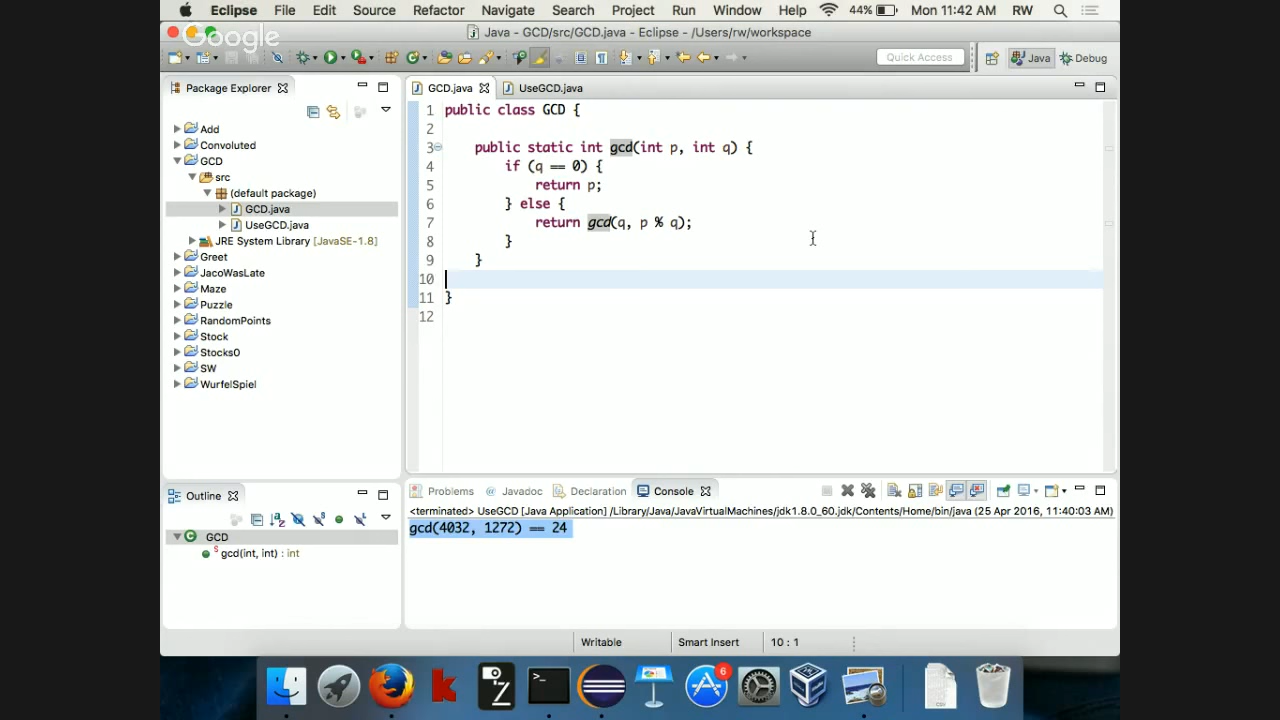 Eclipse File Edit Source Refactor Navigate Search Project Run Window Help 44% Mon 11:42 AM RW
Google
Java - GCD/src/GCD.java - Eclipse - /Users/rw/workspace
Quick Access Java Debug
Package Explorer
Add
Convoluted
GCD
src
(default package)
GCD.java
UseGCD.java
JRE System Library [JavaSE-1.8]
Greet
JacoWasLate
Maze
Puzzle
RandomPoints
Stock
Stocks0
SW
WurfelSpiel
GCD.java UseGCD.java
1 public class GCD {
2
3 public static int gcd(int p, int q) {
4 if (q == 0) {
5 return p;
6 } else {
7 return gcd(q, p % q);
8 }
9 }
10
11 }
12
Outline
GCD
gcd(int, int) : int
Problems @ Javadoc Declaration Console
<terminated> UseGCD [Java Application] /Library/Java/JavaVirtualMachines/jdk1.8.0_60.jdk/Contents/Home/bin/java (25 Apr 2016, 11:40:03 AM)
gcd(4032, 1272) == 24
Writable Smart Insert 10 : 1
6